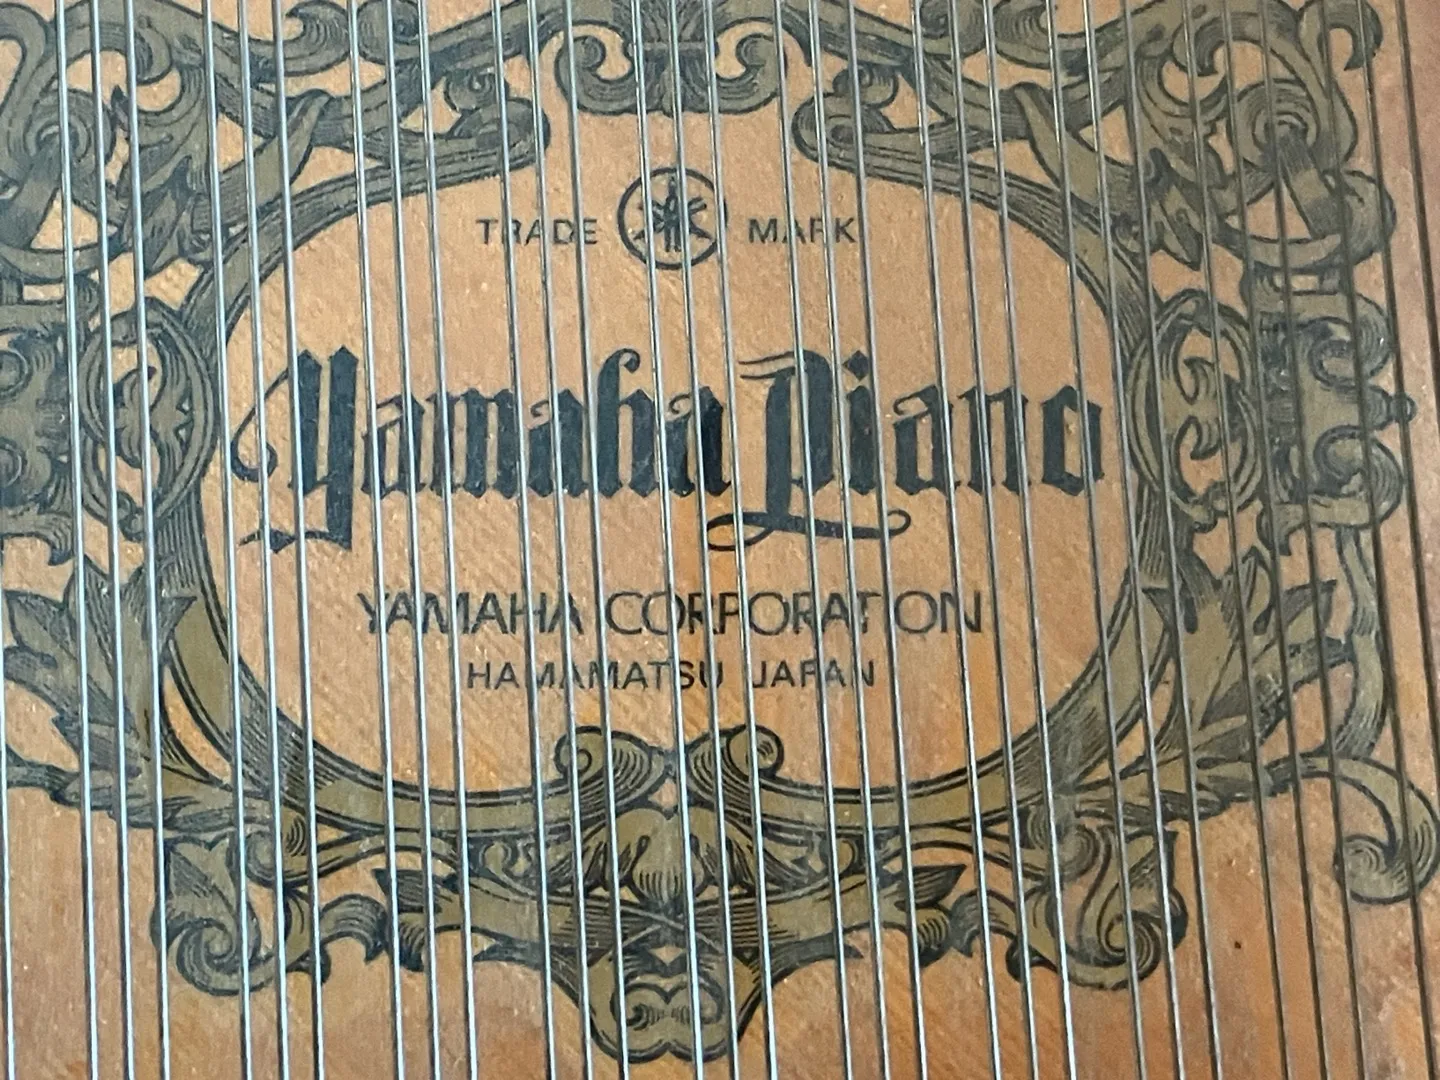 TRADE MARK
Yamaha Piano
YAMAHA CORPORATION
HAMAMATSU JAPAN